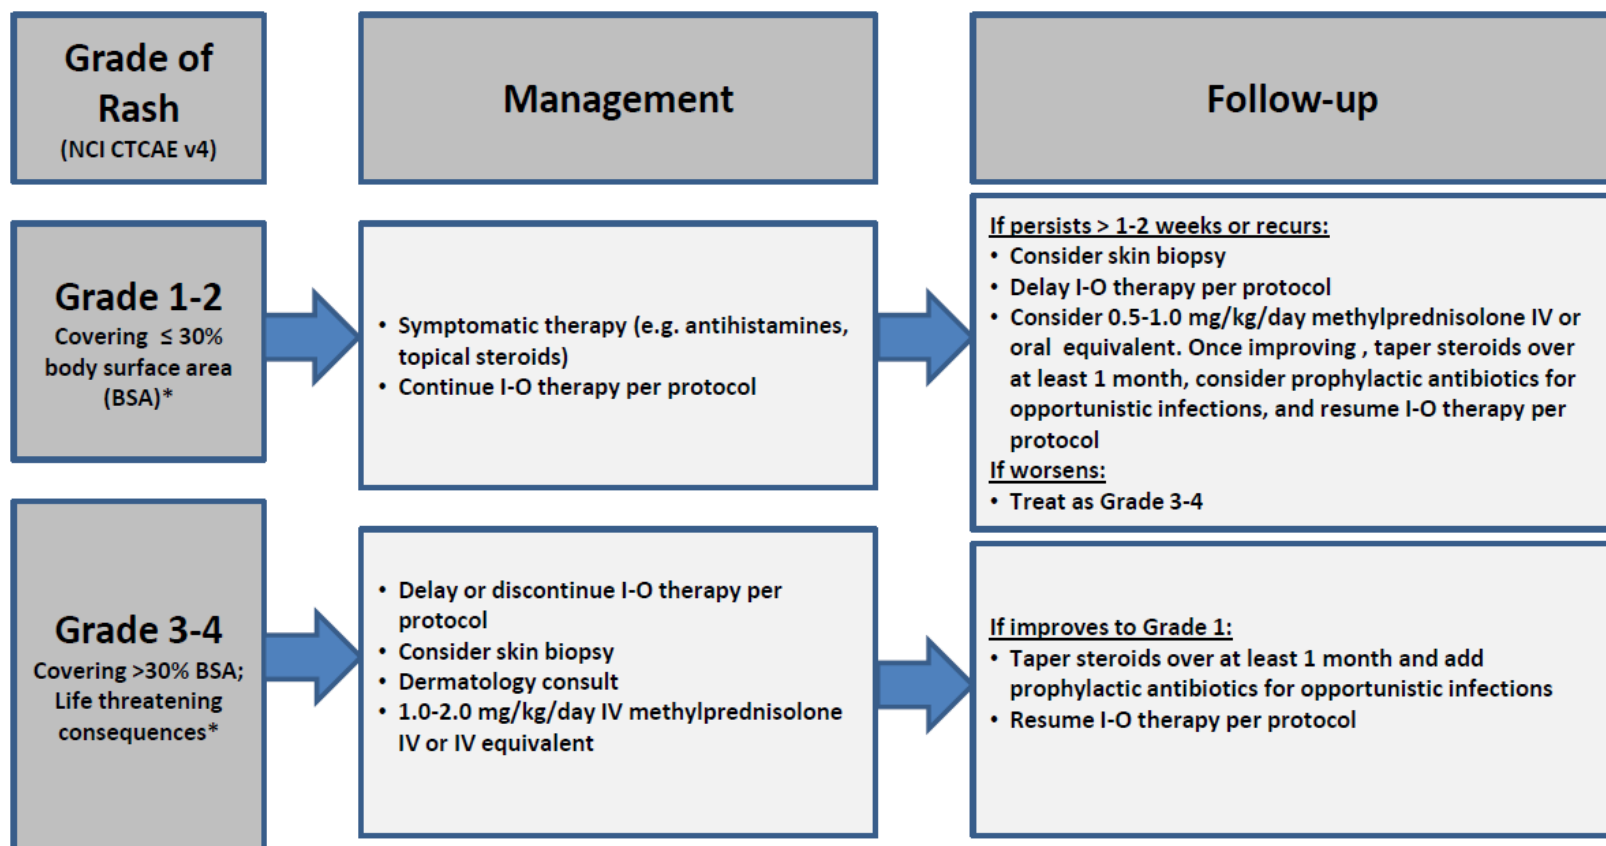 Grade of
Rash
(NCI CTCAE v4)
Management
Follow-up
Grade 1-2
Covering ≤ 30%
body surface area
(BSA)*
• Symptomatic therapy (e.g. antihistamines,
topical steroids)
• Continue I-O therapy per protocol
If persists > 1-2 weeks or recurs:
• Consider skin biopsy
• Delay I-O therapy per protocol
• Consider 0.5-1.0 mg/kg/day methylprednisolone IV or
oral equivalent. Once improving , taper steroids over
at least 1 month, consider prophylactic antibiotics for
opportunistic infections, and resume I-O therapy per
protocol
If worsens:
• Treat as Grade 3-4
Grade 3-4
Covering >30% BSA;
Life threatening
consequences*
• Delay or discontinue I-O therapy per
protocol
• Consider skin biopsy
• Dermatology consult
• 1.0-2.0 mg/kg/day IV methylprednisolone
IV or IV equivalent
If improves to Grade 1:
• Taper steroids over at least 1 month and add
prophylactic antibiotics for opportunistic infections
• Resume I-O therapy per protocol